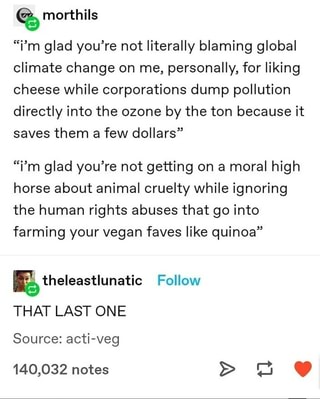 morthils
“i’m glad you’re not literally blaming global
climate change on me, personally, for liking
cheese while corporations dump pollution
directly into the ozone by the ton because it
saves them a few dollars”
“i’m glad you’re not getting on a moral high
horse about animal cruelty while ignoring
the human rights abuses that go into
farming your vegan faves like quinoa”
theleastlunatic Follow
THAT LAST ONE
Source: acti-veg
140,032 notes